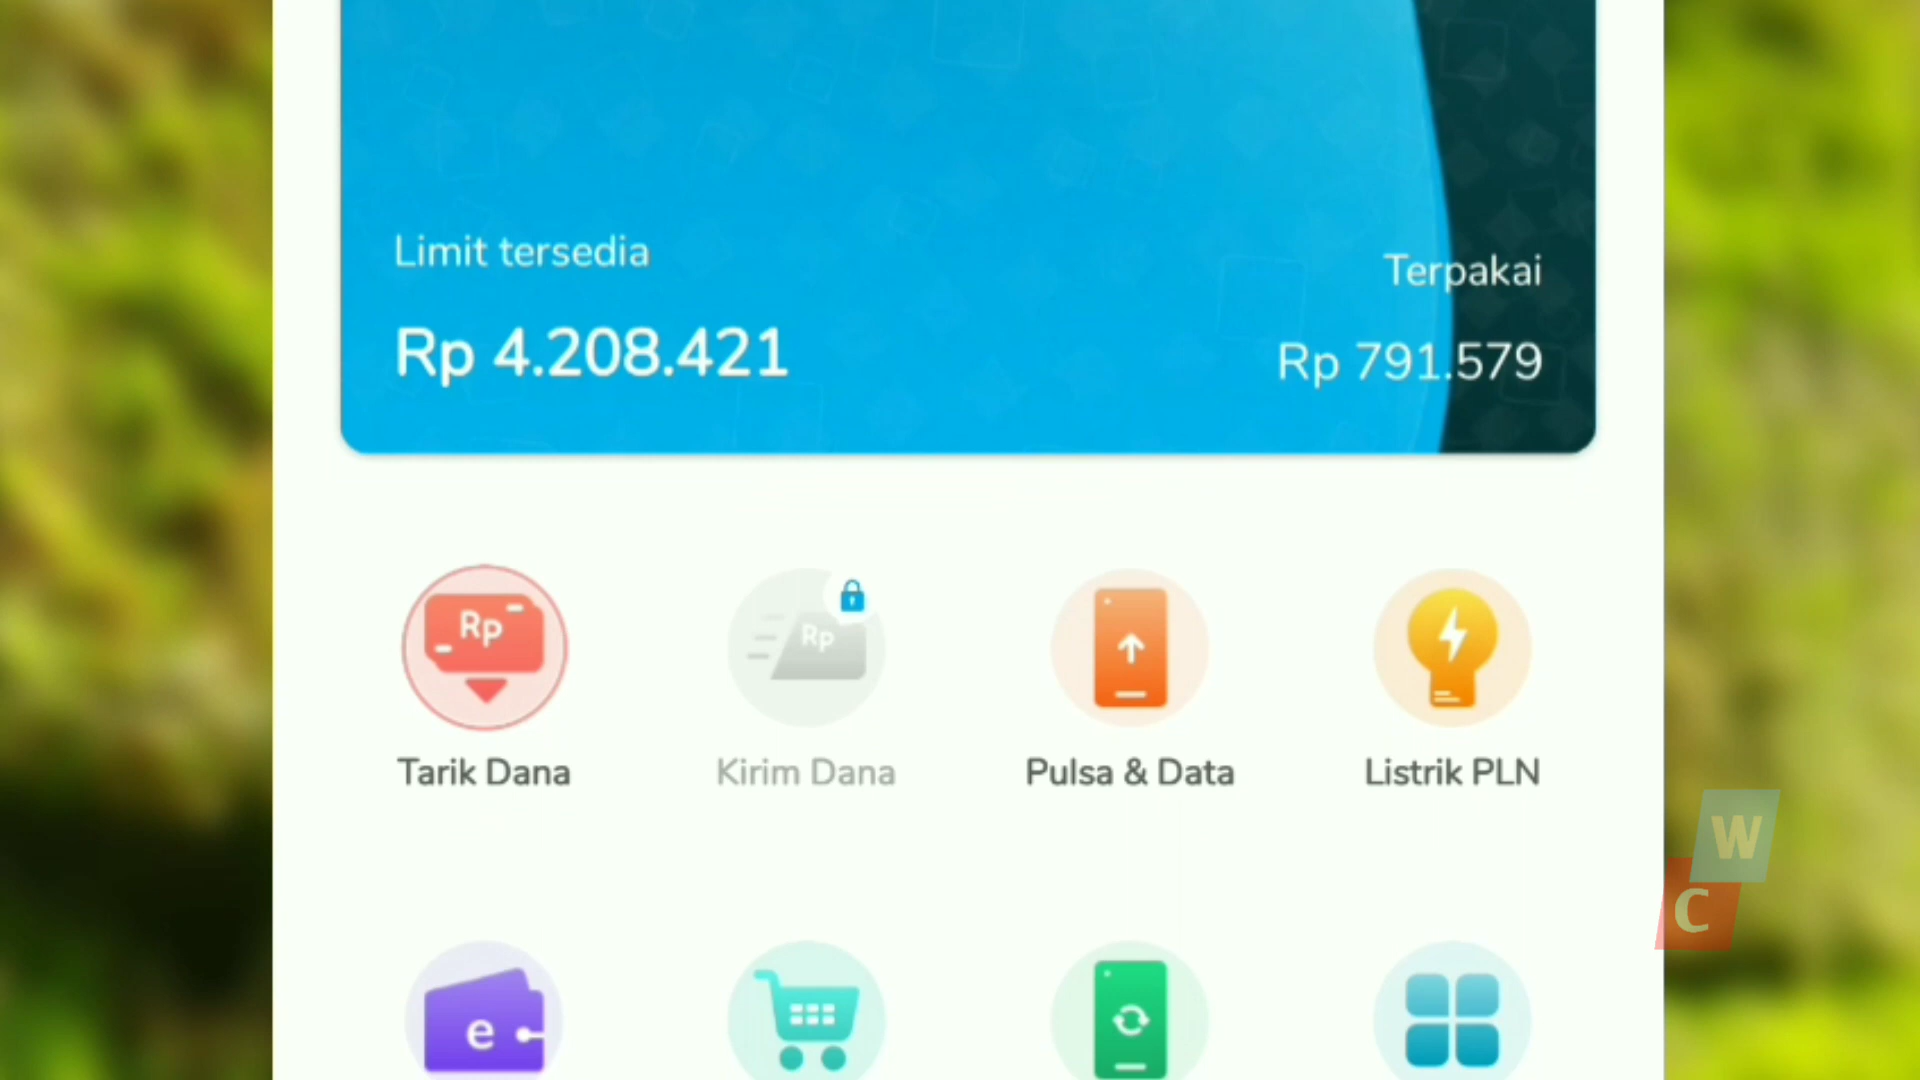 Limit tersedia
Terpakai
Rp 4.208.421
Rp 791.579
Rp
Rp
Tarik Dana
Kirim Dana
Pulsa & Data
Listrik PLN
W
C
e